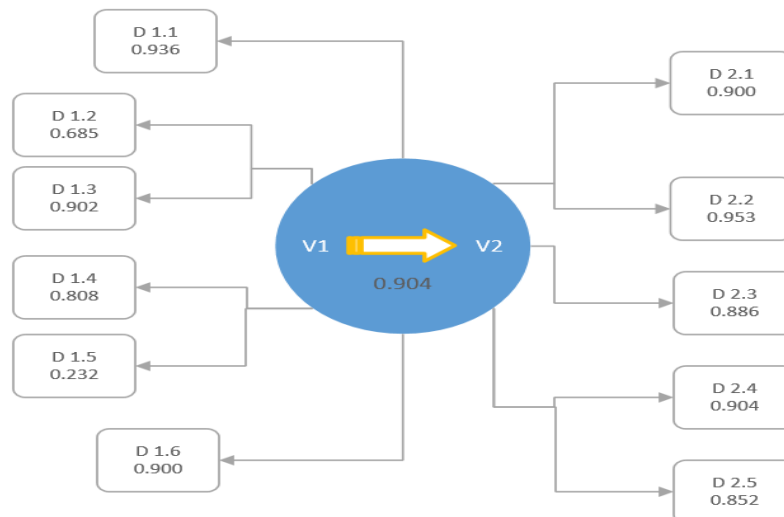 D 1.1
0.936
D 1.2
0.685
D 1.3
0.902
D 1.4
0.808
D 1.5
0.232
D 1.6
0.900
V1
V2
0.904
D 2.1
0.900
D 2.2
0.953
D 2.3
0.886
D 2.4
0.904
D 2.5
0.852